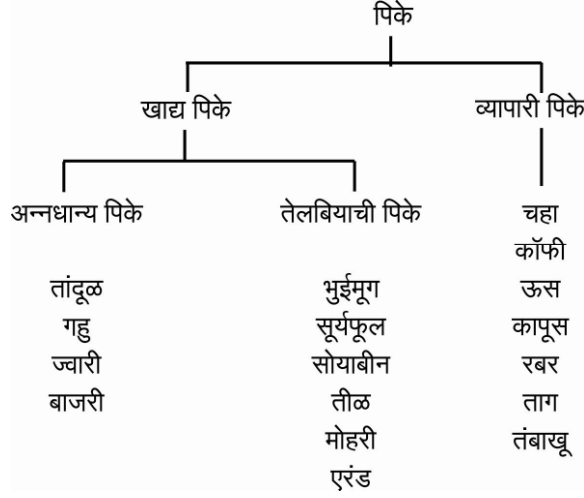 पिके
खाद्य पिके
व्यापारी पिके
अन्नधान्य पिके
तेलबियाची पिके
चहा
कॉफी
तांदूळ
भुईमूग
ऊस
गहु
सूर्यफूल
कापूस
ज्वारी
सोयाबीन
रबर
बाजरी
तीळ
ताग
मोहरी
तंबाखू
एरंड